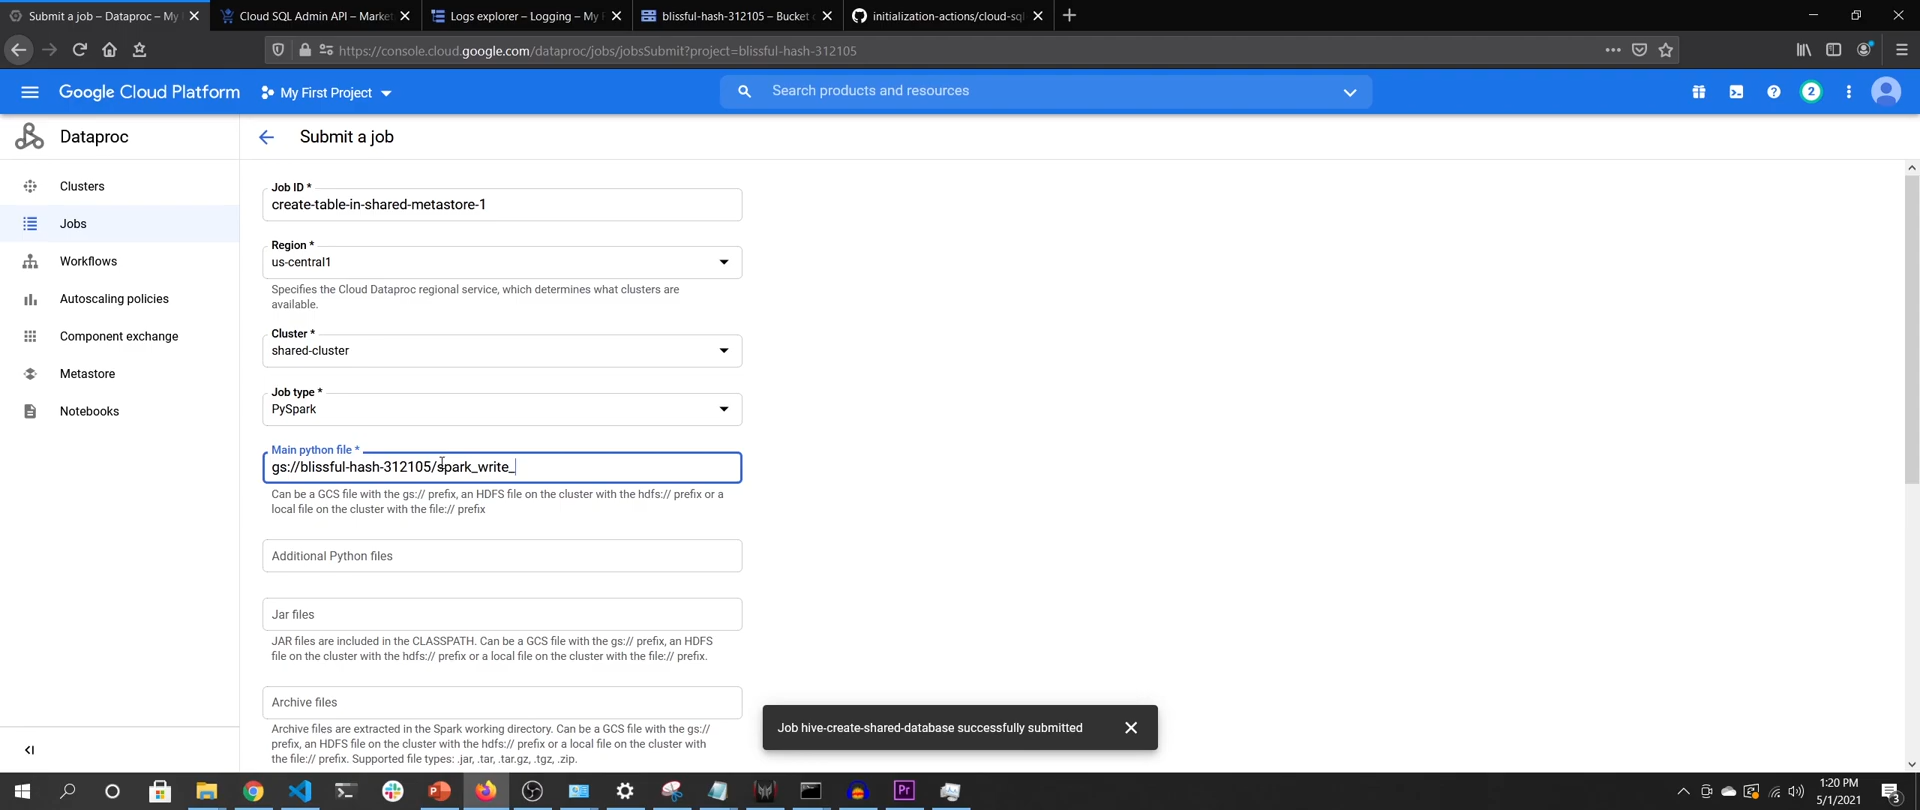 Submit a job – Dataproc – My
Cloud SQL Admin API – Market
Logs explorer – Logging – My
blissful-hash-312105 – Bucket
initialization-actions/cloud-sql
https://console.cloud.google.com/dataproc/jobs/jobsSubmit?project=blissful-hash-312105
Google Cloud Platform
My First Project
Search products and resources
2
Dataproc
Submit a job
Clusters
Jobs
Workflows
Autoscaling policies
Component exchange
Metastore
Notebooks
Job ID *
create-table-in-shared-metastore-1
Region *
us-central1
Specifies the Cloud Dataproc regional service, which determines what clusters are
available.
Cluster *
shared-cluster
Job type *
PySpark
Main python file *
gs://blissful-hash-312105/spark_write_
Can be a GCS file with the gs:// prefix, an HDFS file on the cluster with the hdfs:// prefix or a
local file on the cluster with the file:// prefix
Additional Python files
Jar files
JAR files are included in the CLASSPATH. Can be a GCS file with the gs:// prefix, an HDFS
file on the cluster with the hdfs:// prefix or a local file on the cluster with the file:// prefix.
Archive files
Archive files are extracted in the Spark working directory. Can be a GCS file with the gs://
prefix, an HDFS file on the cluster with the hdfs:// prefix or a local file on the cluster with
the file:// prefix. Supported file types: .jar, .tar, .tar.gz, .tgz, .zip.
Job hive-create-shared-database successfully submitted
1:20 PM
5/1/2021
3